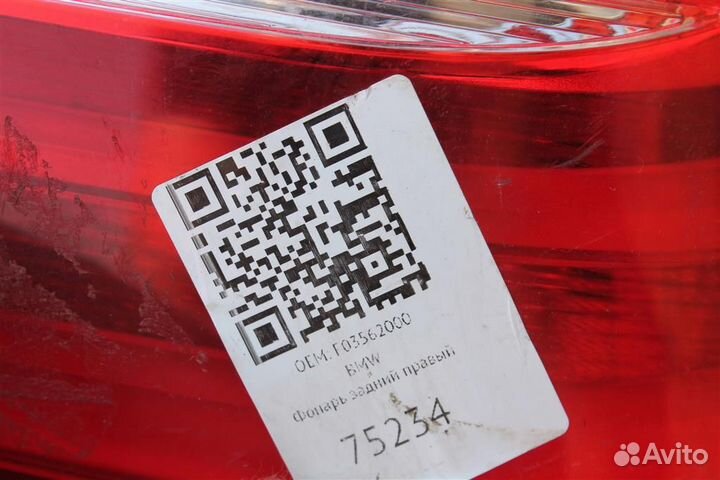 OEM: F03562000
BMW
Фонарь задний правый
75234
Avito